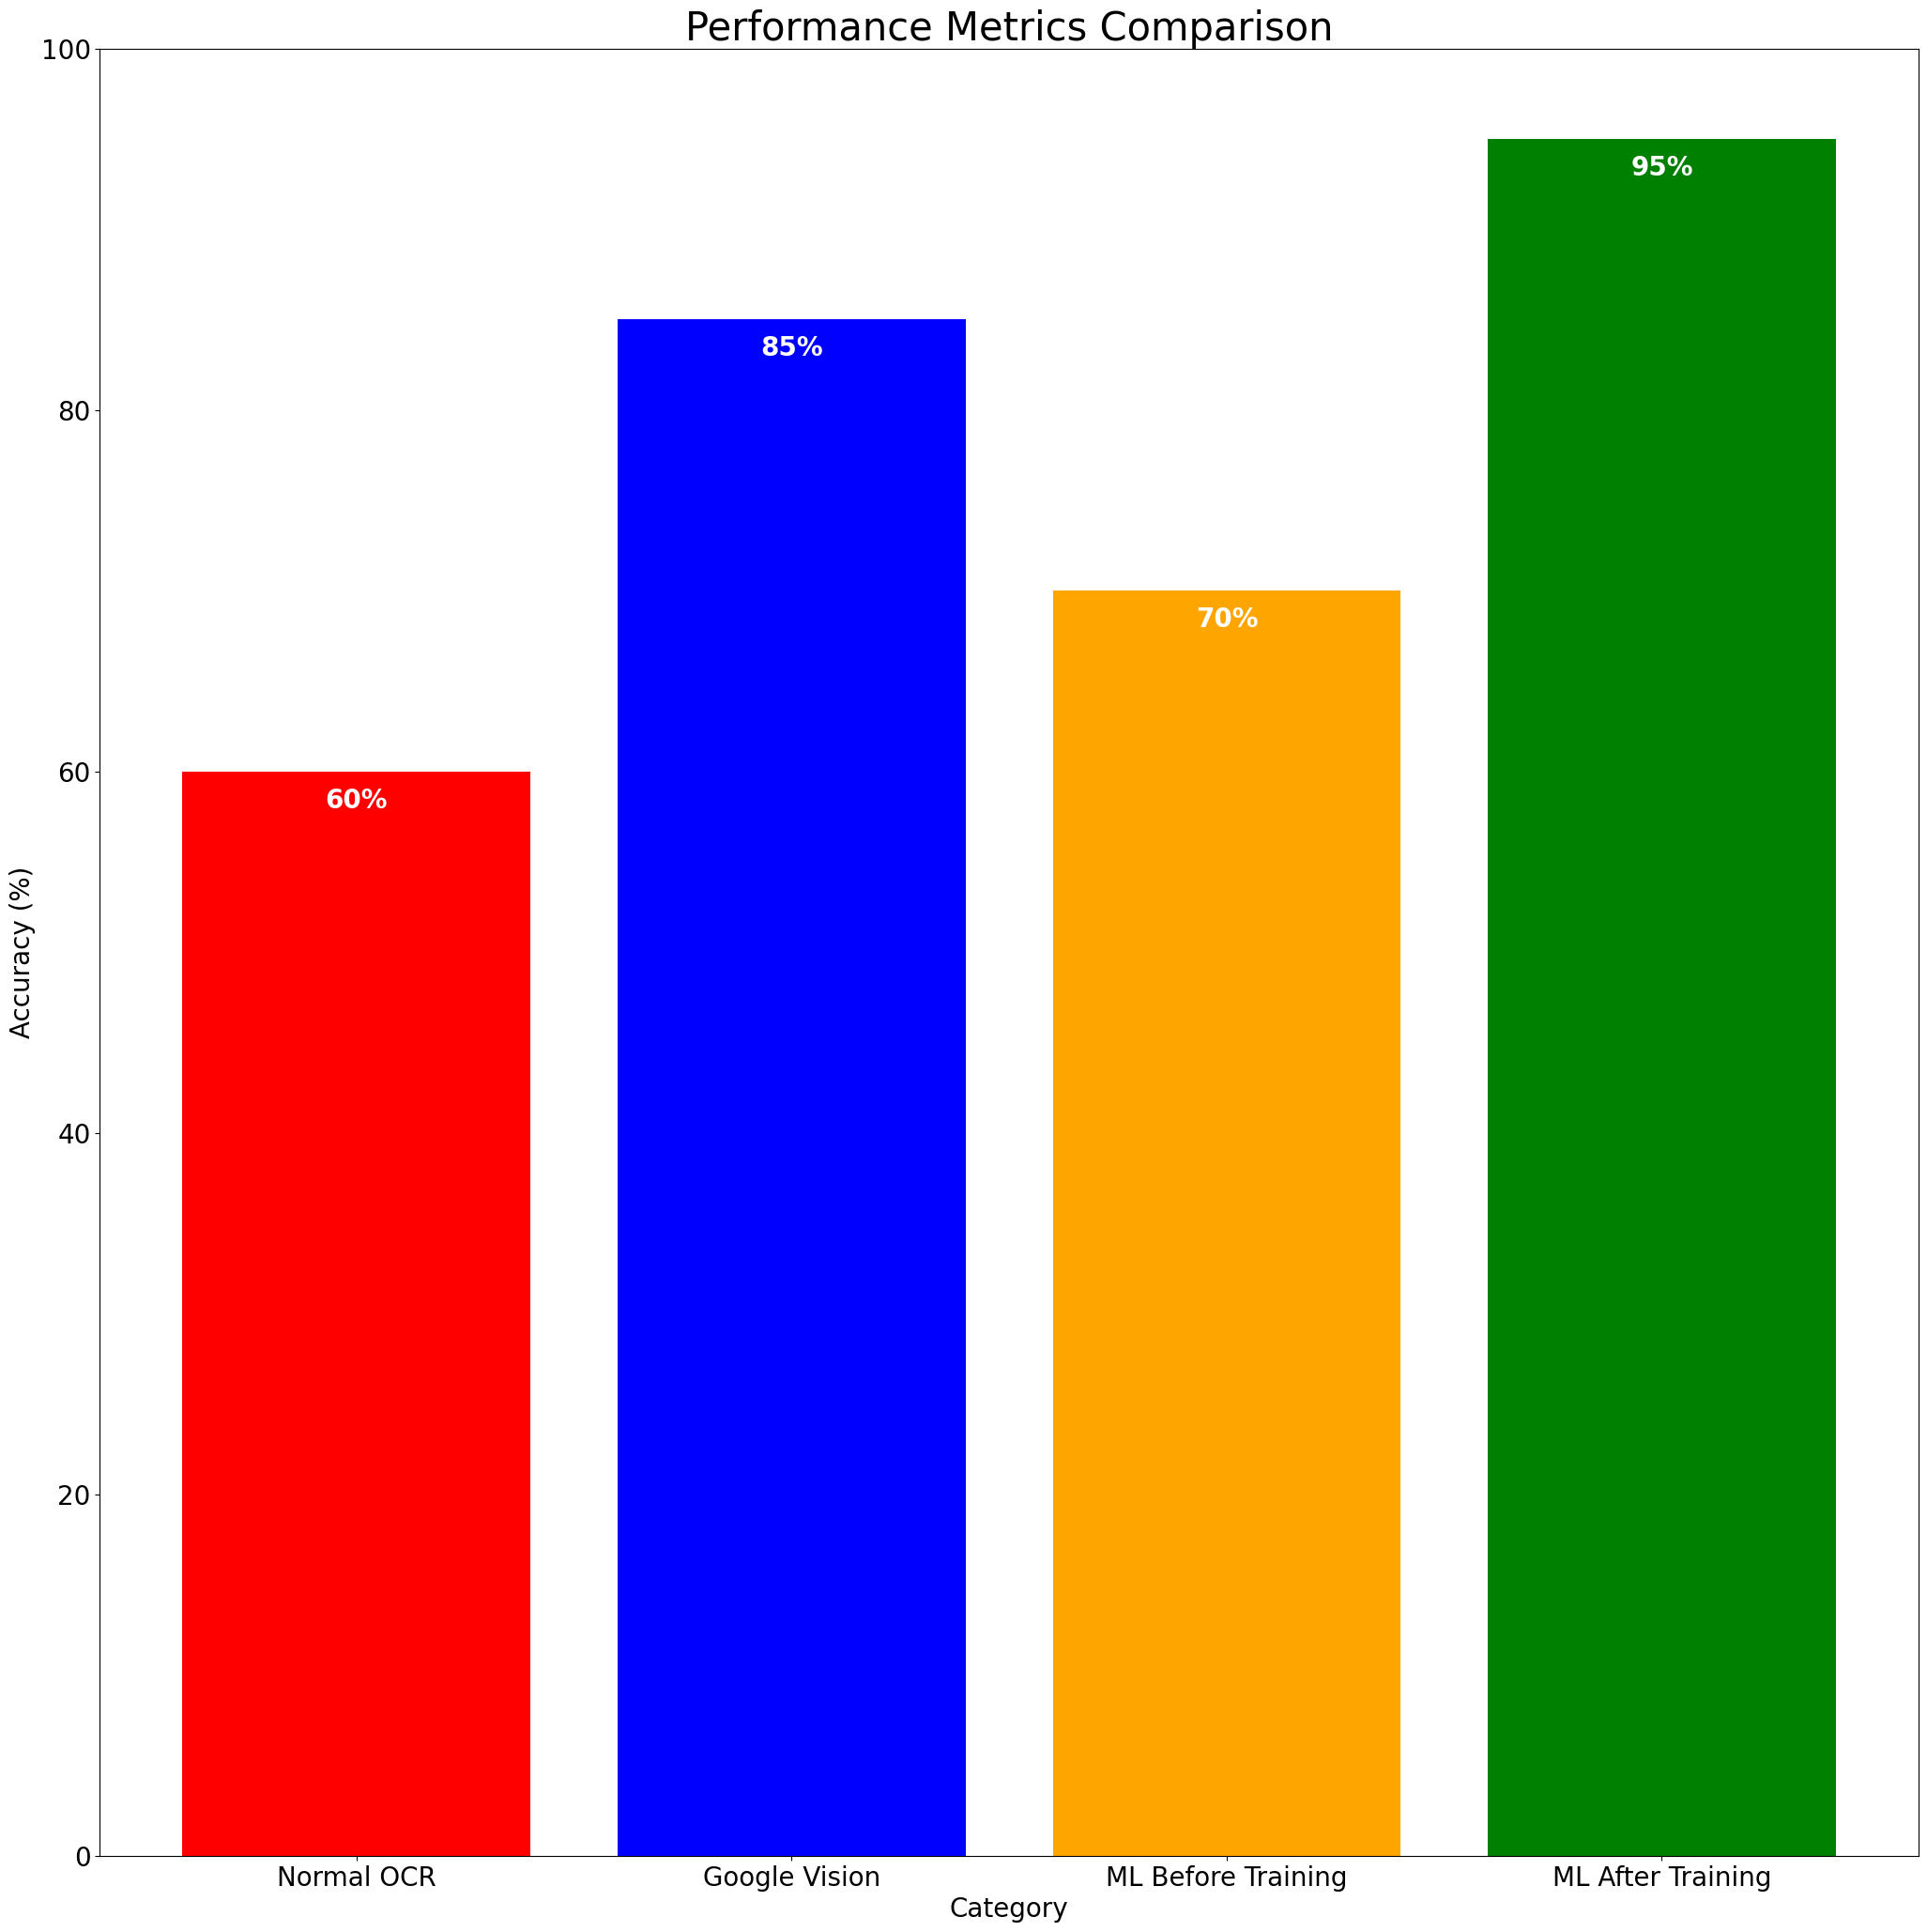 Performance Metrics Comparison
100
80
60
40
20
0
Accuracy (%)
60%
85%
70%
95%
Normal OCR
Google Vision
ML Before Training
ML After Training
Category